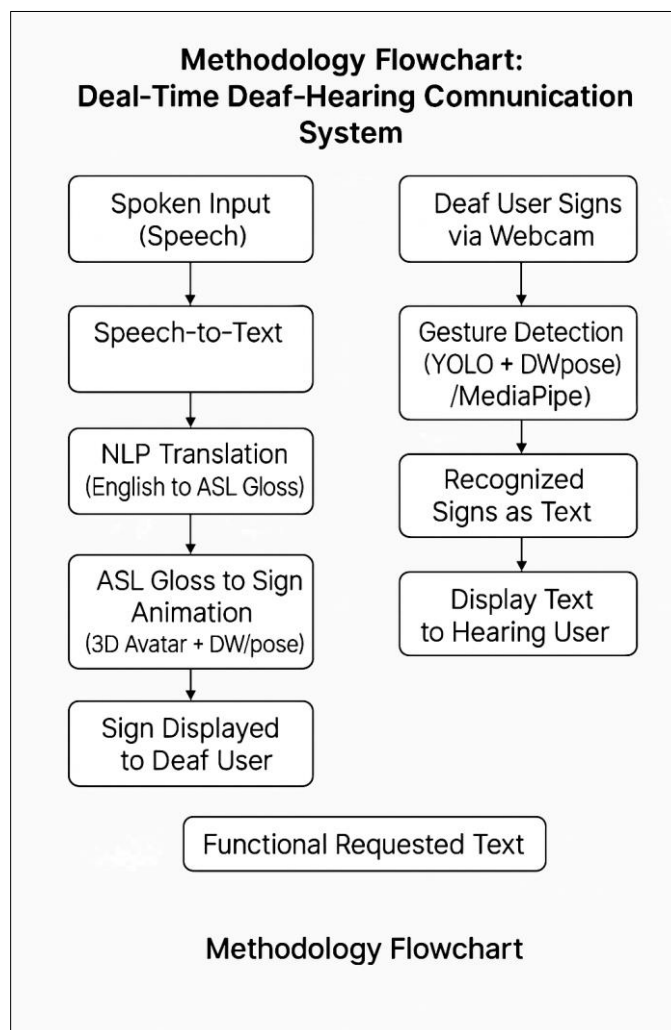 Methodology Flowchart:
Deal-Time Deaf-Hearing Comnunication
System
Spoken Input
(Speech)
Speech-to-Text
NLP Translation
(English to ASL Gloss)
ASL Gloss to Sign
Animation
(3D Avatar + DW/pose)
Sign Displayed
to Deaf User
Deaf User Signs
via Webcam
Gesture Detection
(YOLO + DWpose)
/MediaPipe)
Recognized
Signs as Text
Display Text
to Hearing User
Functional Requested Text
Methodology Flowchart